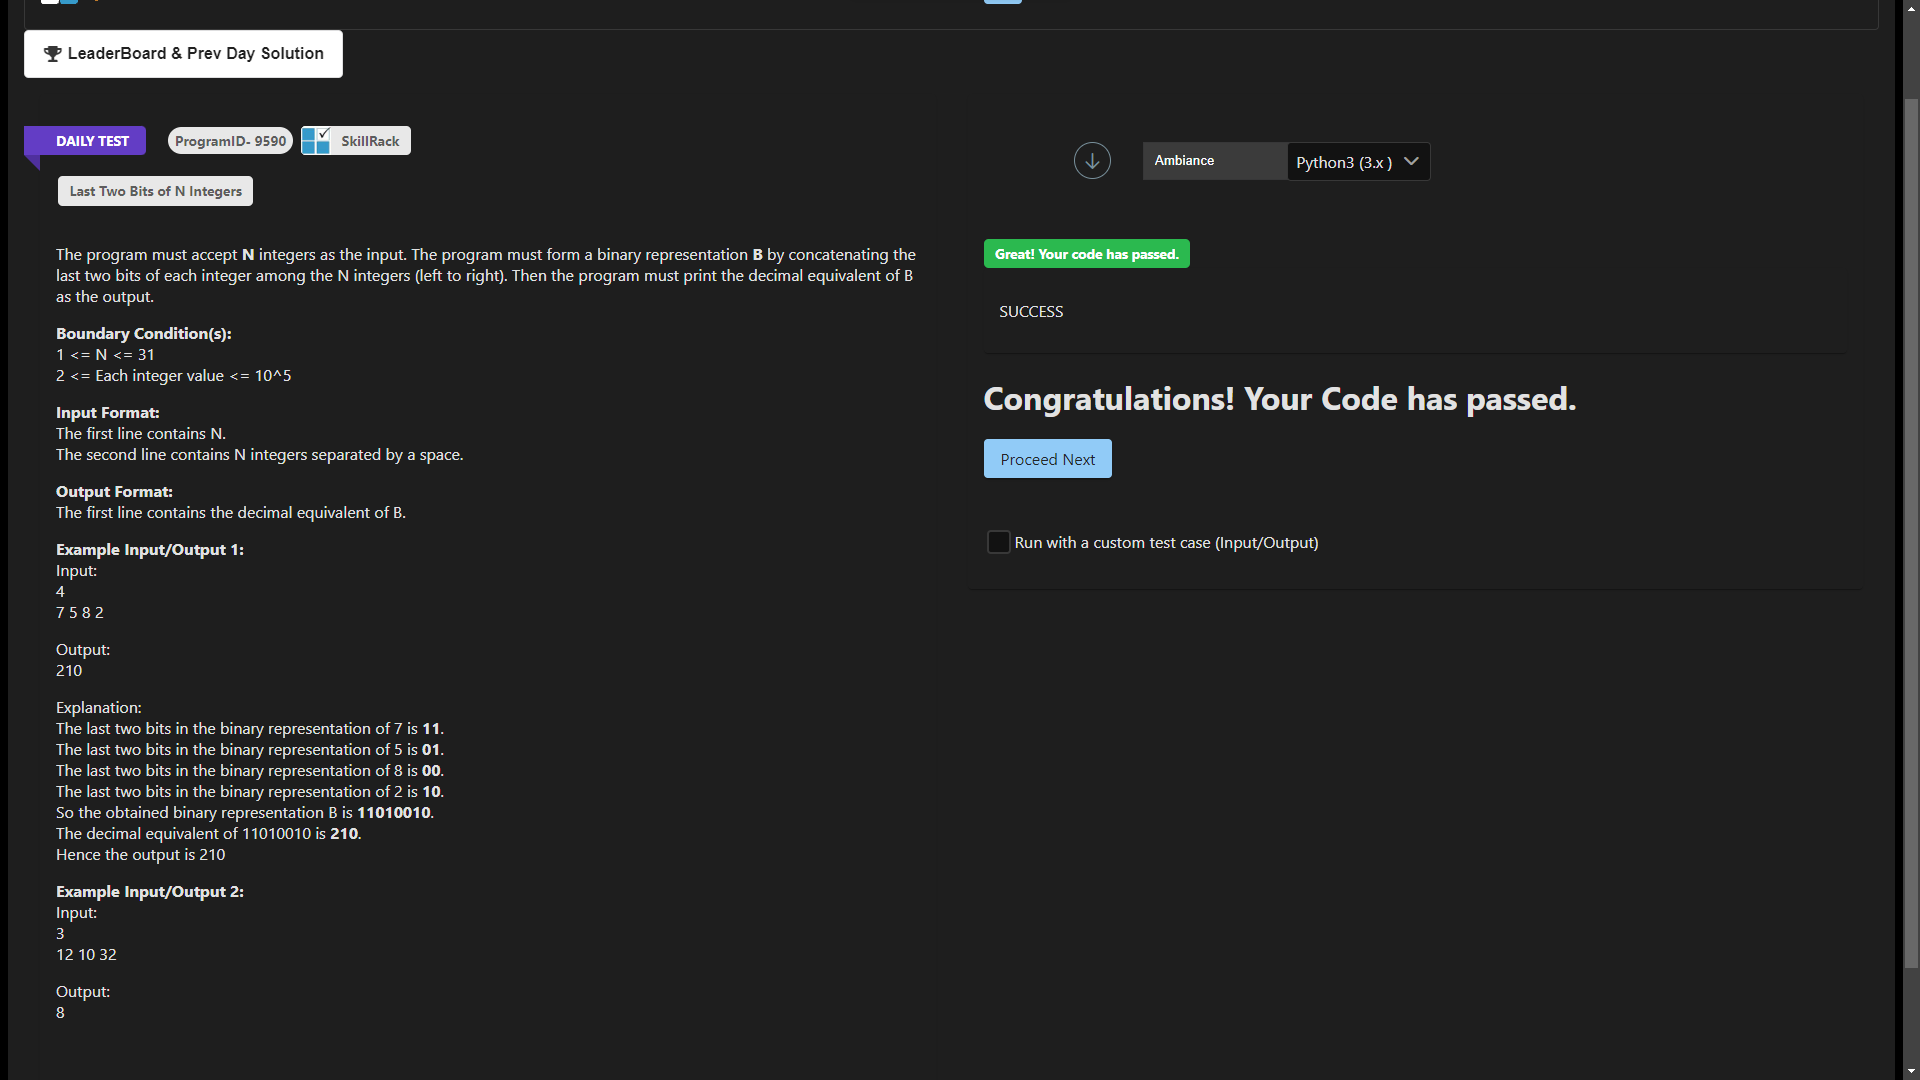 LeaderBoard & Prev Day Solution
DAILY TEST
ProgramID- 9590
SkillRack
Ambiance
Python3 (3.x )
Last Two Bits of N Integers
The program must accept N integers as the input. The program must form a binary representation B by concatenating the
last two bits of each integer among the N integers (left to right). Then the program must print the decimal equivalent of B
as the output.
Boundary Condition(s):
1 <= N <= 31
2 <= Each integer value <= 10^5
Input Format:
The first line contains N.
The second line contains N integers separated by a space.
Output Format:
The first line contains the decimal equivalent of B.
Example Input/Output 1:
Input:
4
7 5 8 2
Output:
210
Explanation:
The last two bits in the binary representation of 7 is 11.
The last two bits in the binary representation of 5 is 01.
The last two bits in the binary representation of 8 is 00.
The last two bits in the binary representation of 2 is 10.
So the obtained binary representation B is 11010010.
The decimal equivalent of 11010010 is 210.
Hence the output is 210
Example Input/Output 2:
Input:
3
12 10 32
Output:
8
Great! Your code has passed.
SUCCESS
Congratulations! Your Code has passed.
Proceed Next
Run with a custom test case (Input/Output)